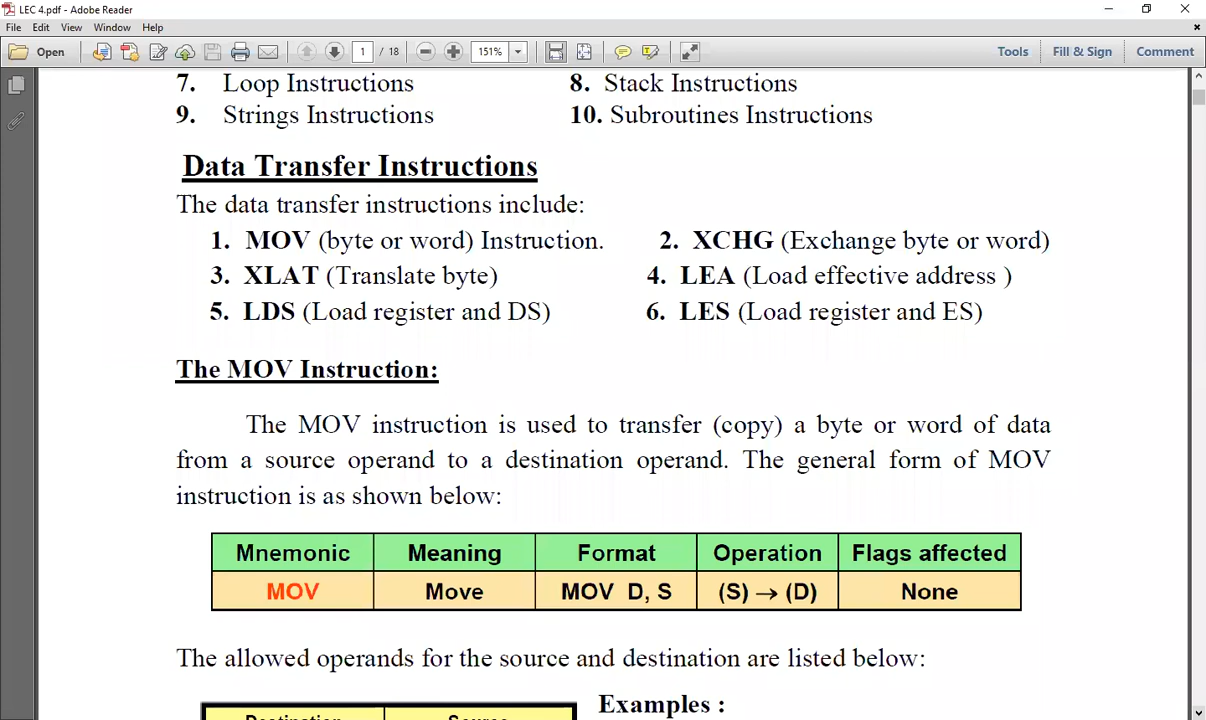 LEC 4.pdf - Adobe Reader
File Edit View Window Help
Open 1 / 18 151% Tools Fill & Sign Comment
7. Loop Instructions 8. Stack Instructions
9. Strings Instructions 10. Subroutines Instructions
Data Transfer Instructions
The data transfer instructions include:
1. MOV (byte or word) Instruction. 2. XCHG (Exchange byte or word)
3. XLAT (Translate byte) 4. LEA (Load effective address )
5. LDS (Load register and DS) 6. LES (Load register and ES)
The MOV Instruction:
The MOV instruction is used to transfer (copy) a byte or word of data
from a source operand to a destination operand. The general form of MOV
instruction is as shown below:
Mnemonic Meaning Format Operation Flags affected
MOV Move MOV D, S (S) → (D) None
The allowed operands for the source and destination are listed below:
Examples :
Destination Source